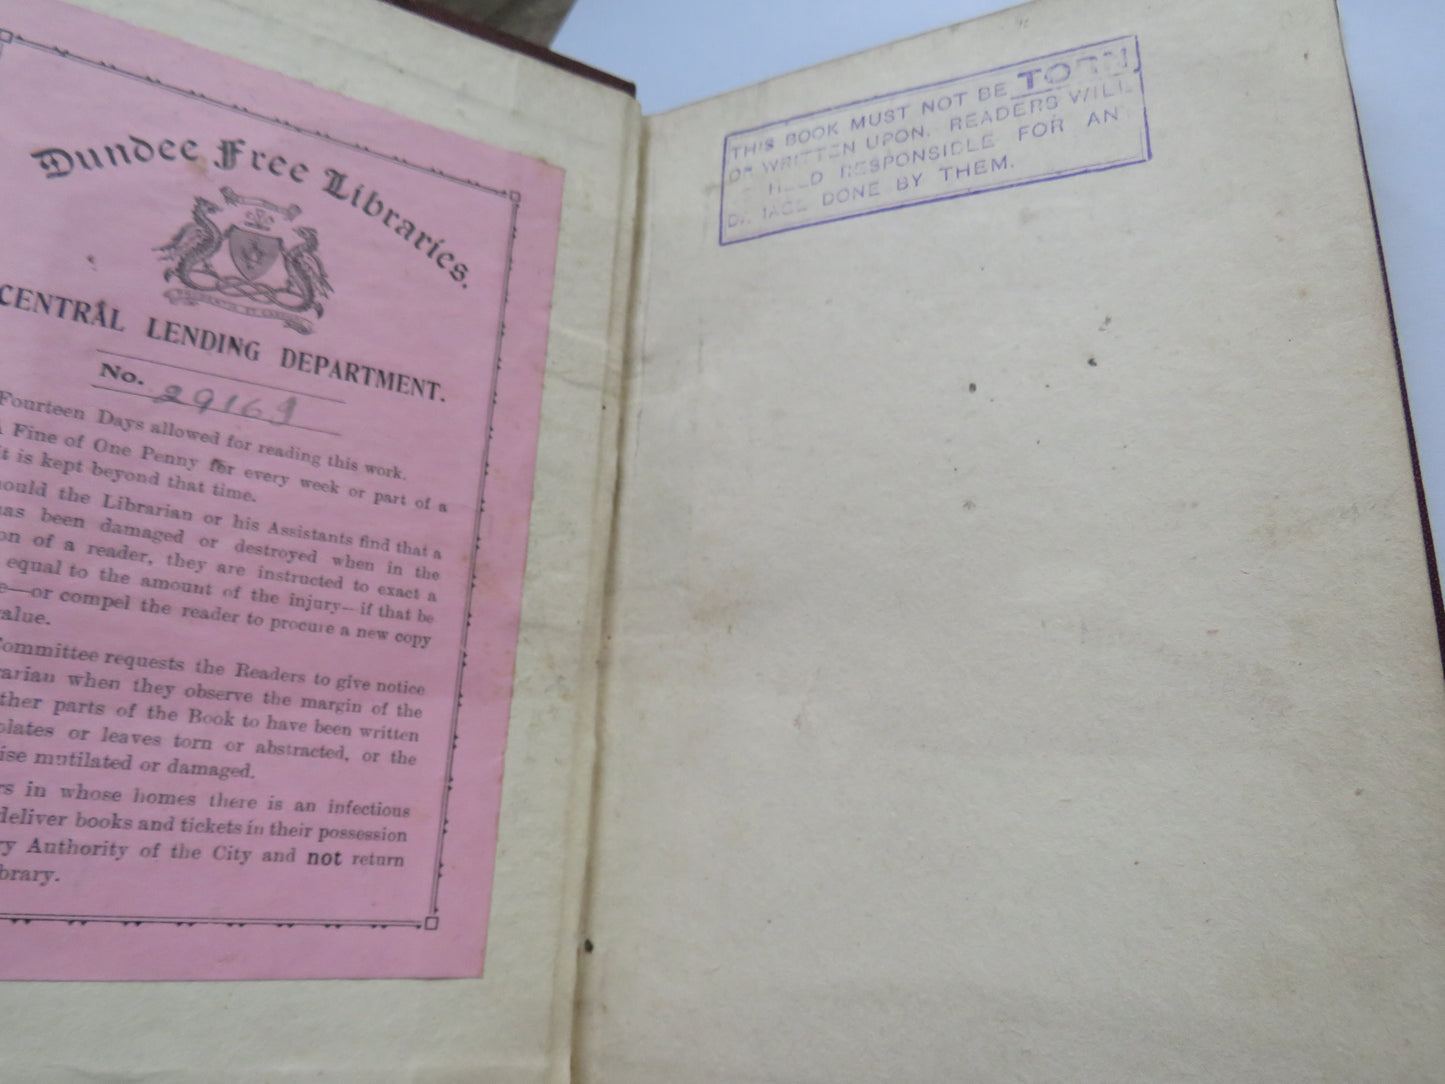 Dundee Free Libraries.
CENTRAL LENDING DEPARTMENT.
No. 29169
Fourteen Days allowed for reading this work.
A Fine of One Penny for every week or part of a
it is kept beyond that time.
ould the Librarian or his Assistants find that a
has been damaged or destroyed when in the
on of a reader, they are instructed to exact a
equal to the amount of the injury—if that be
e—or compel the reader to procure a new copy
alue.
Committee requests the Readers to give notice
rarian when they observe the margin of the
ther parts of the Book to have been written
plates or leaves torn or abstracted, or the
ise mutilated or damaged.
rs in whose homes there is an infectious
deliver books and tickets in their possession
ry Authority of the City and not return
brary.
THIS BOOK MUST NOT BE TORN,
OR WRITTEN UPON. READERS WILL
HELD RESPONSIBLE FOR AN
DAMAGE DONE BY THEM.